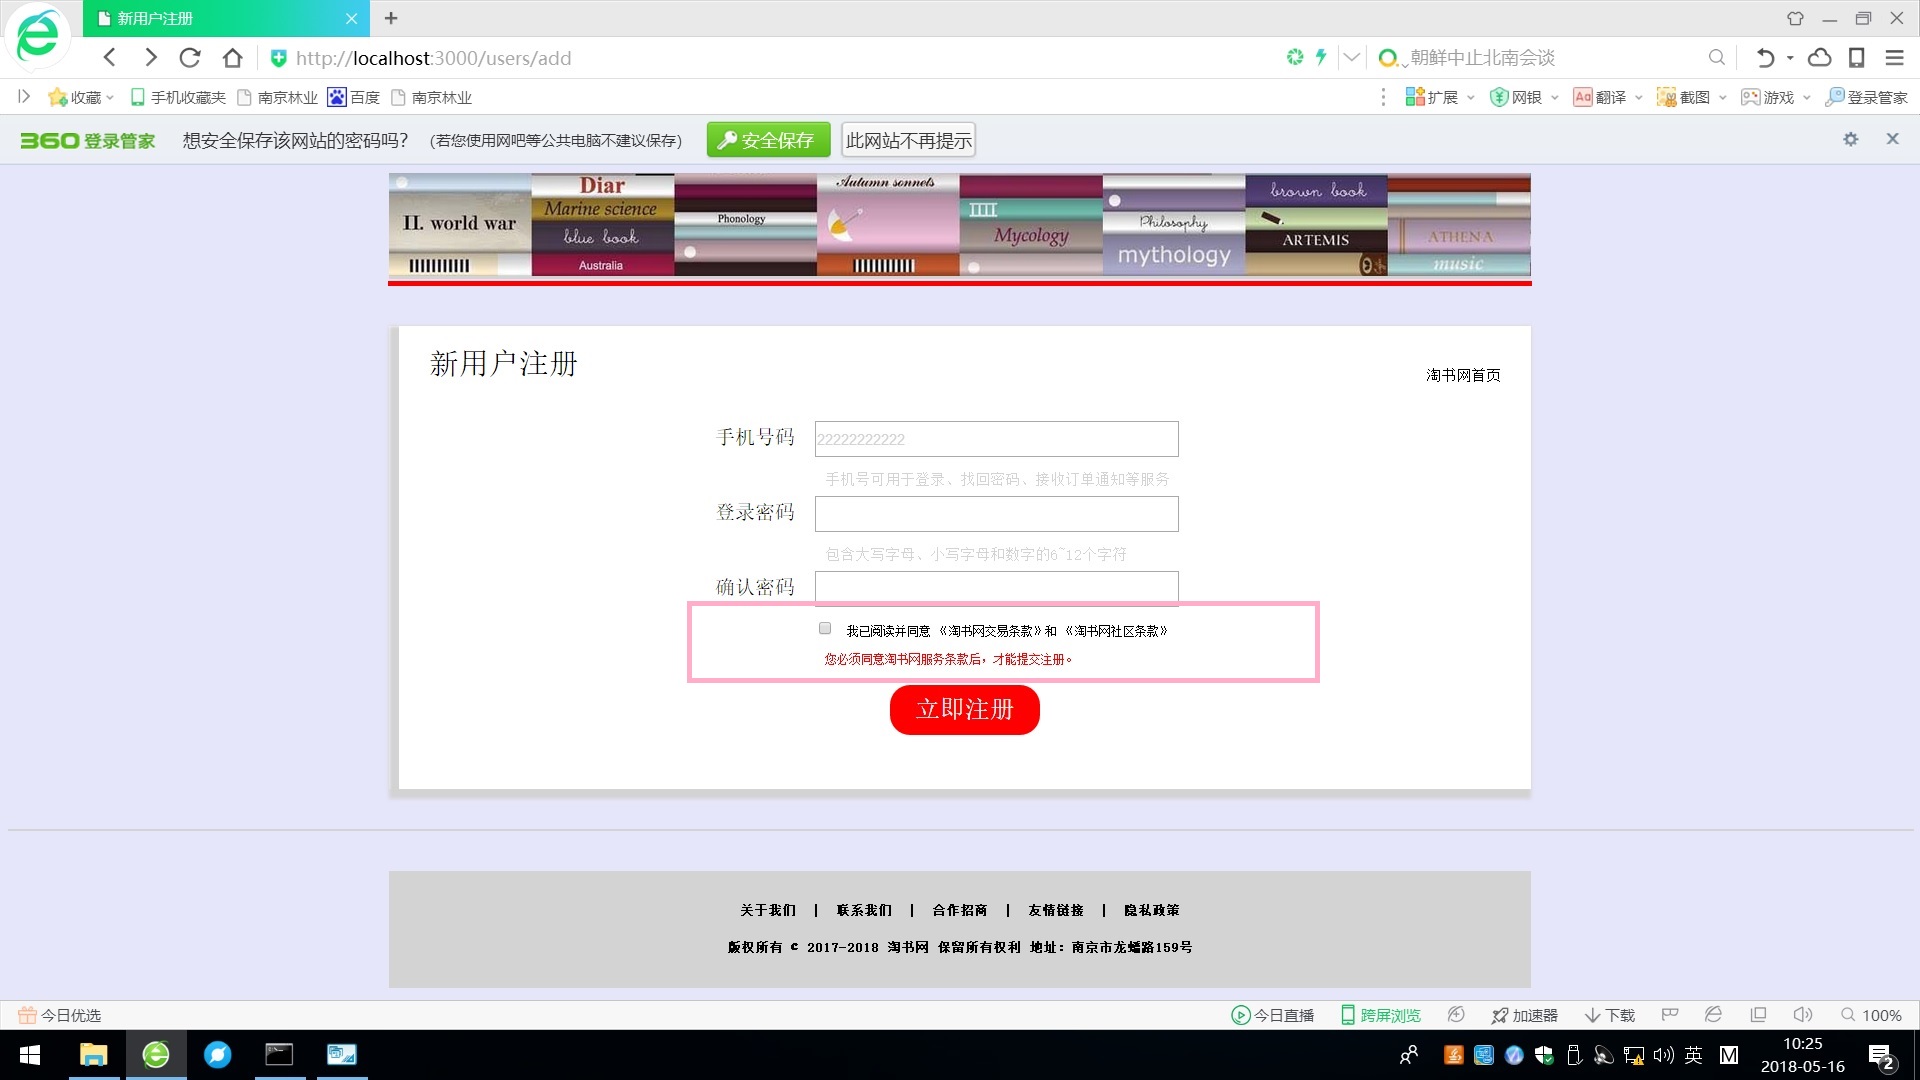 新用户注册
http://localhost:3000/users/add
朝鲜中止北南会谈
收藏 手机收藏夹 南京林业 百度 南京林业
扩展 网银 Aa 翻译 截图 游戏 登录管家
360 登录管家 想安全保存该网站的密码吗? (若您使用网吧等公共电脑不建议保存) 安全保存 此网站不再提示
II. world war
Diar
Marine science
blue book
Australia
Phonology
Autumn sonnets
Mycology
Philosophy
mythology
brown book
ARTEMIS
ATHENA
music
新用户注册
淘书网首页
手机号码 22222222222
手机号可用于登录、找回密码、接收订单通知等服务
登录密码
包含大写字母、小写字母和数字的6~12个字符
确认密码
我已阅读并同意 《淘书网交易条款》和 《淘书网社区条款》
您必须同意淘书网服务条款后,才能提交注册。
立即注册
关于我们 | 联系我们 | 合作招商 | 友情链接 | 隐私政策
版权所有 © 2017-2018 淘书网 保留所有权利 地址: 南京市龙蟠路159号
今日优选 今日直播 跨屏浏览 加速器 下载 100%
英 M 10:25
2018-05-16
2